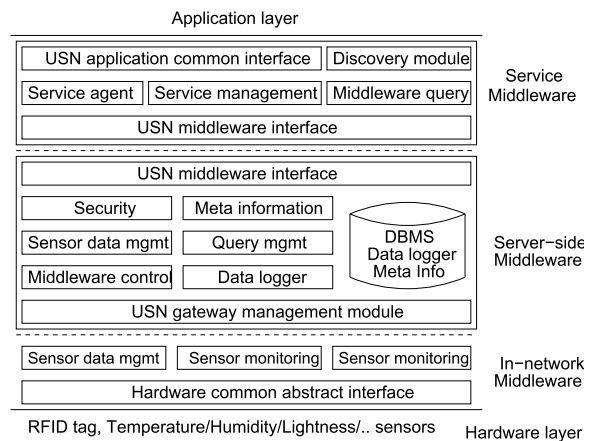 Application layer
USN application common interface
Discovery module
Service agent
Service management
Middleware query
USN middleware interface
Service
Middleware
USN middleware interface
Security
Meta information
Sensor data mgmt
Query mgmt
Middleware control
Data logger
DBMS
Data logger
Meta Info
USN gateway management module
Server-side
Middleware
Sensor data mgmt
Sensor monitoring
Sensor monitoring
Hardware common abstract interface
In-network
Middleware
RFID tag, Temperature/Humidity/Lightness/.. sensors
Hardware layer